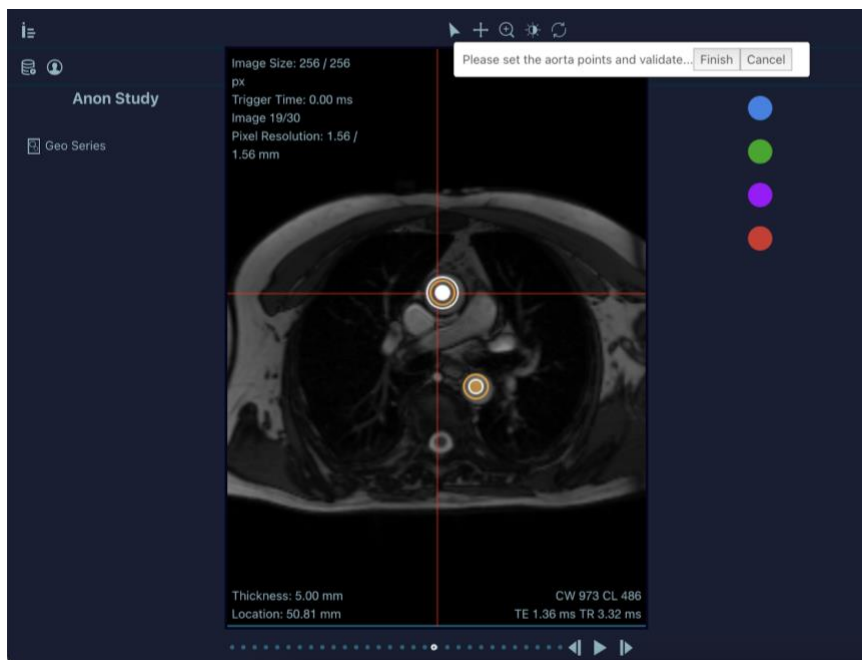 Please set the aorta points and validate... Finish Cancel
Anon Study
Geo Series
Image Size: 256 / 256
px
Trigger Time: 0.00 ms
Image 19/30
Pixel Resolution: 1.56 /
1.56 mm
Thickness: 5.00 mm
Location: 50.81 mm
CW 973 CL 486
TE 1.36 ms TR 3.32 ms